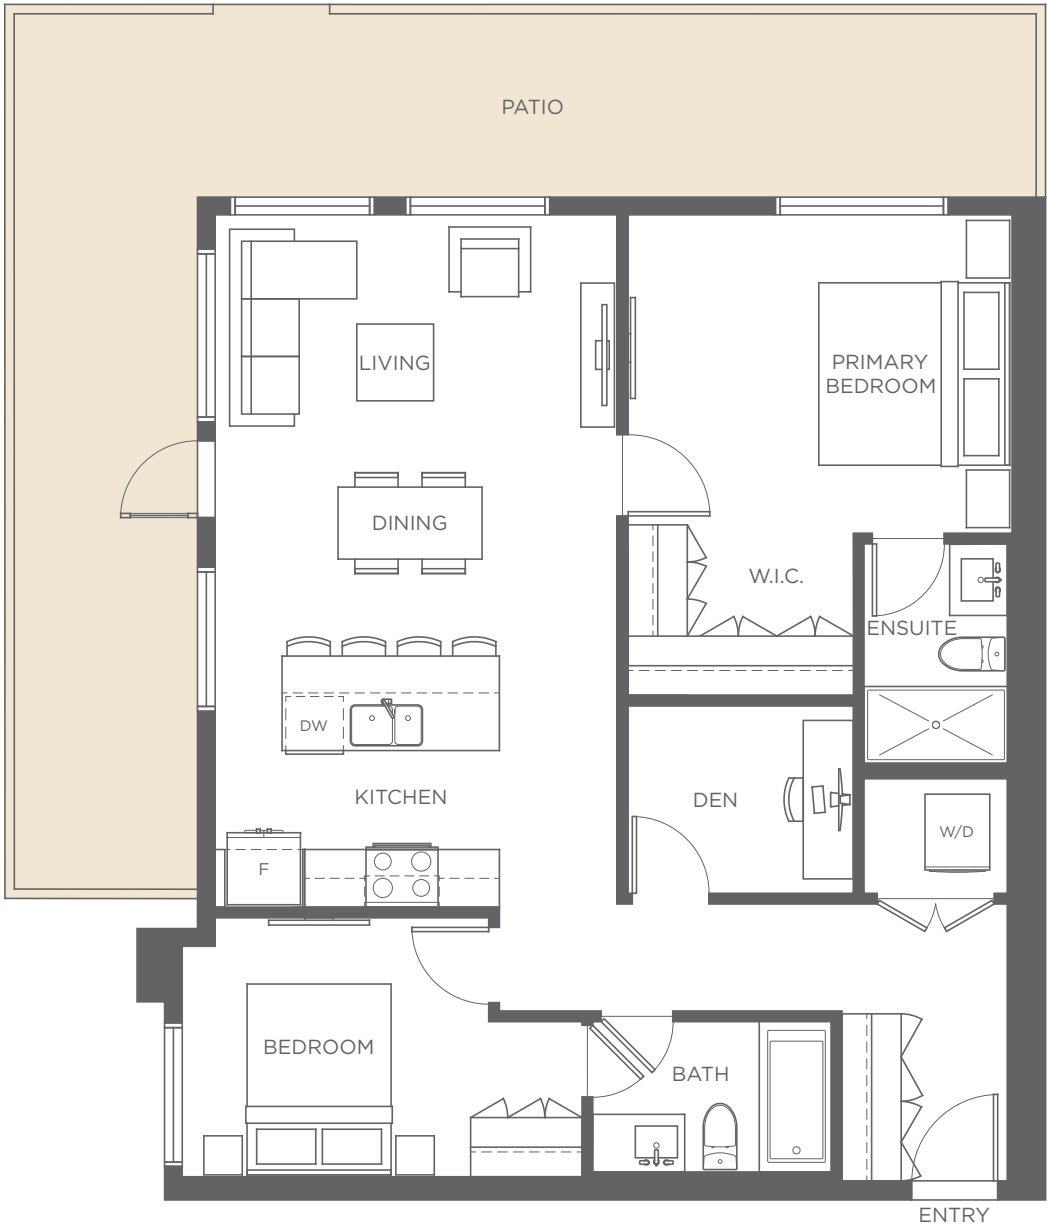 PATIO
LIVING
PRIMARY
BEDROOM
DINING
W.I.C.
ENSUITE
DW
KITCHEN
DEN
W/D
F
BEDROOM
BATH
ENTRY